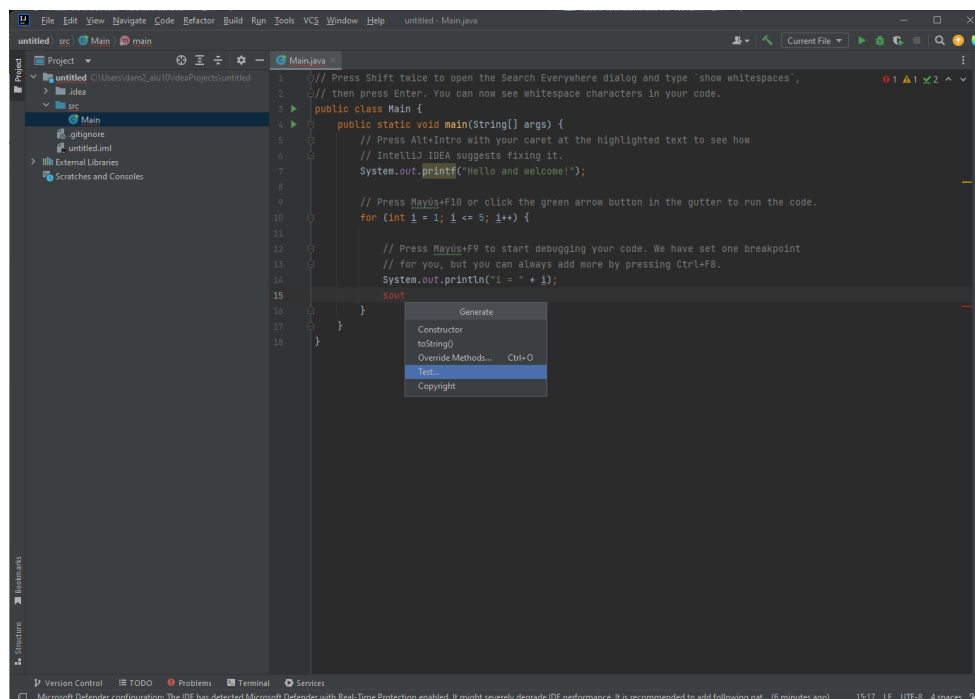 File Edit View Navigate Code Refactor Build Run Tools VCS Window Help untitled - Main.java
untitled src Main main Current File
Project Main.java
untitled C:\Users\dam2_alu10\IdeaProjects\untitled
.idea
src
Main
.gitignore
untitled.iml
External Libraries
Scratches and Consoles
1 // Press Shift twice to open the Search Everywhere dialog and type `show whitespaces`, 1 1 2
2 // then press Enter. You can now see whitespace characters in your code.
3 public class Main {
4 public static void main(String[] args) {
5 // Press Alt+Intro with your caret at the highlighted text to see how
6 // IntelliJ IDEA suggests fixing it.
7 System.out.printf("Hello and welcome!");
8
9 // Press Mayús+F10 or click the green arrow button in the gutter to run the code.
10 for (int i = 1; i <= 5; i++) {
11
12 // Press Mayús+F9 to start debugging your code. We have set one breakpoint
13 // for you, but you can always add more by pressing Ctrl+F8.
14 System.out.println("i = " + i);
15 sout
16 }
17 }
18 }
Generate
Constructor
toString()
Override Methods... Ctrl+O
Test...
Copyright
Project
Bookmarks
Structure
Version Control TODO Problems Terminal Services
Microsoft Defender configuration: The IDE has detected Microsoft Defender with Real-Time Protection enabled. It might severely degrade IDE performance. It is recommended to add following pat... (6 minutes ago) 15:17 LF UTF-8 4 spaces